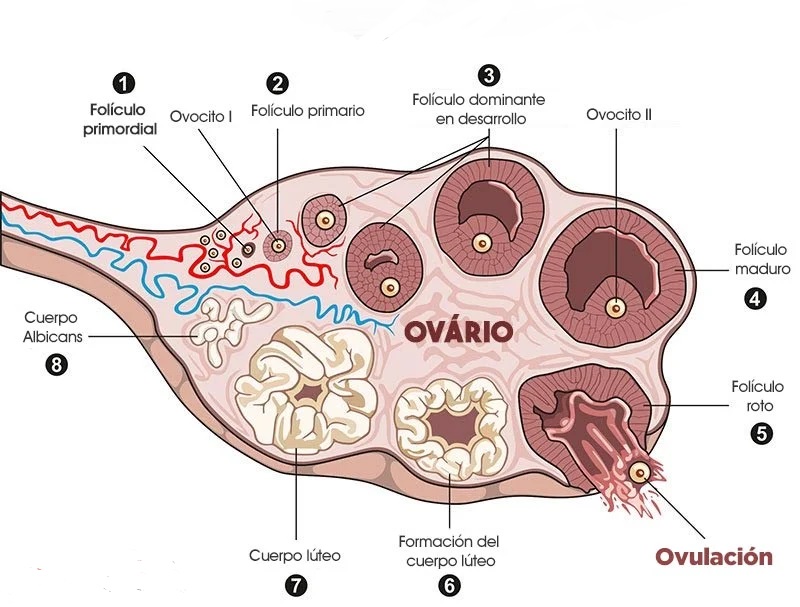 1
Folículo
primordial
Ovocito I
2
Folículo primario
3
Folículo dominante
en desarrollo
Ovocito II
Folículo
maduro
4
Cuerpo
Albicans
8
OVÁRIO
Folículo
roto
5
Ovulación
Formación del
cuerpo lúteo
6
Cuerpo lúteo
7